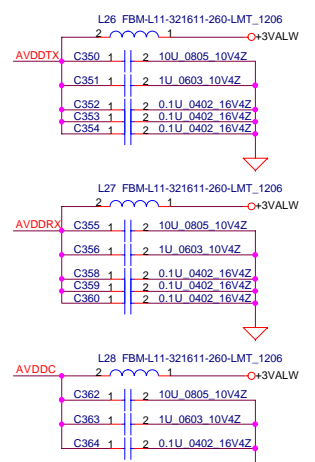 L26 FBM-L11-321611-260-LMT_1206
2 1 +3VALW
AVDDTX
C350 1 2 10U_0805_10V4Z
C351 1 2 1U_0603_10V4Z
C352 1 2 0.1U_0402_16V4Z
C353 1 2 0.1U_0402_16V4Z
C354 1 2 0.1U_0402_16V4Z
L27 FBM-L11-321611-260-LMT_1206
2 1 +3VALW
AVDDRX
C355 1 2 10U_0805_10V4Z
C356 1 2 1U_0603_10V4Z
C358 1 2 0.1U_0402_16V4Z
C359 1 2 0.1U_0402_16V4Z
C360 1 2 0.1U_0402_16V4Z
L28 FBM-L11-321611-260-LMT_1206
AVDDC 2 1 +3VALW
C362 1 2 10U_0805_10V4Z
C363 1 2 1U_0603_10V4Z
C364 1 2 0.1U_0402_16V4Z